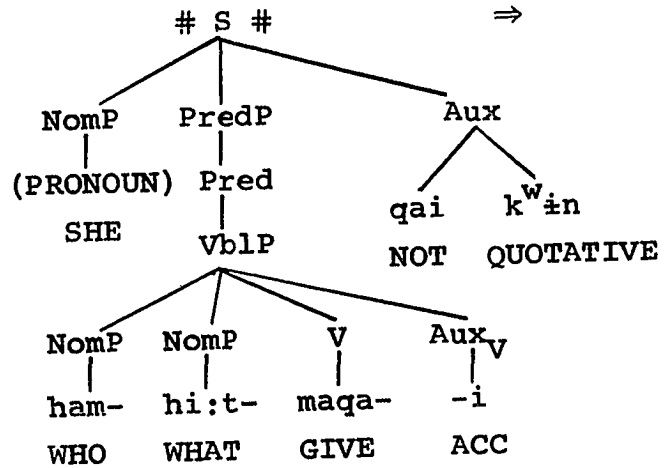 # S # ⇒
NomP PredP Aux
(PRONOUN) Pred
qai kʷɨn
SHE
VblP NOT QUOTATIVE
NomP NomP V Aux_V
ham- hi:t- maqa- -i
WHO WHAT GIVE ACC